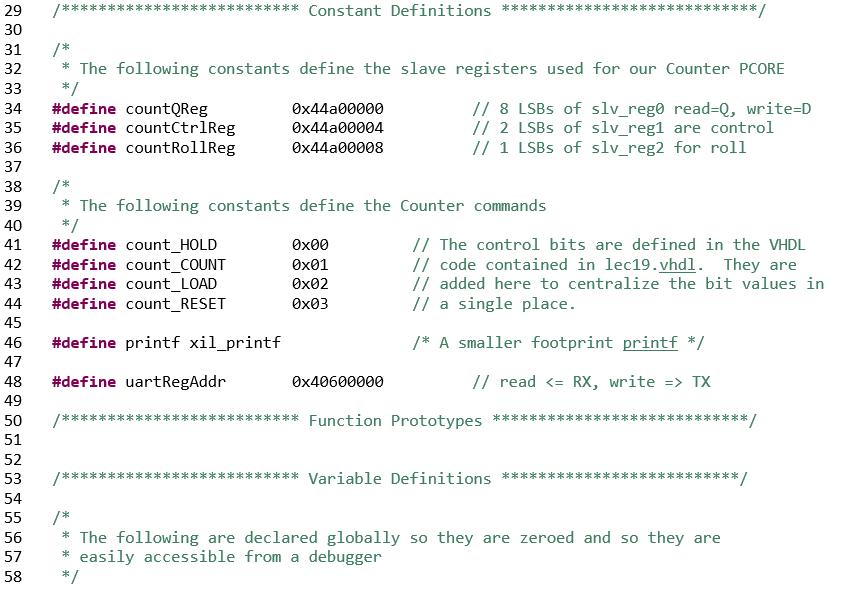 29 /************************** Constant Definitions ****************************/
30
31 /*
32  * The following constants define the slave registers used for our Counter PCORE
33  */
34 #define countQReg 0x44a00000 // 8 LSBs of slv_reg0 read=Q, write=D
35 #define countCtrlReg 0x44a00004 // 2 LSBs of slv_reg1 are control
36 #define countRollReg 0x44a00008 // 1 LSBs of slv_reg2 for roll
37
38 /*
39  * The following constants define the Counter commands
40  */
41 #define count_HOLD 0x00 // The control bits are defined in the VHDL
42 #define count_COUNT 0x01 // code contained in lec19.vhdl.  They are
43 #define count_LOAD 0x02 // added here to centralize the bit values in
44 #define count_RESET 0x03 // a single place.
45
46 #define printf xil_printf /* A smaller footprint printf */
47
48 #define uartRegAddr 0x40600000 // read <= RX, write => TX
49
50 /************************** Function Prototypes ****************************/
51
52
53 /************************** Variable Definitions **************************/
54
55 /*
56  * The following are declared globally so they are zeroed and so they are
57  * easily accessible from a debugger
58  */